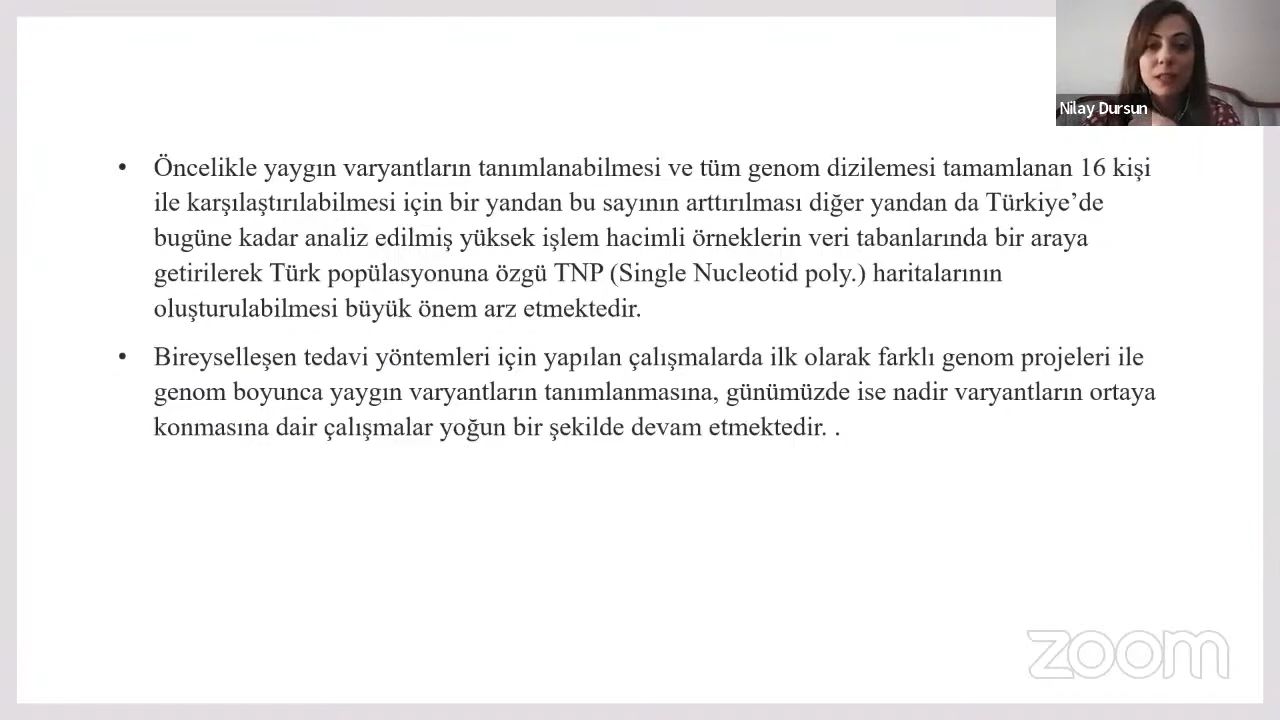 Nilay Dursun
• Öncelikle yaygın varyantların tanımlanabilmesi ve tüm genom dizilemesi tamamlanan 16 kişi
ile karşılaştırılabilmesi için bir yandan bu sayının arttırılması diğer yandan da Türkiye’de
bugüne kadar analiz edilmiş yüksek işlem hacimli örneklerin veri tabanlarında bir araya
getirilerek Türk popülasyonuna özgü TNP (Single Nucleotid poly.) haritalarının
oluşturulabilmesi büyük önem arz etmektedir.
• Bireyselleşen tedavi yöntemleri için yapılan çalışmalarda ilk olarak farklı genom projeleri ile
genom boyunca yaygın varyantların tanımlanmasına, günümüzde ise nadir varyantların ortaya
konmasına dair çalışmalar yoğun bir şekilde devam etmektedir. .
zoom